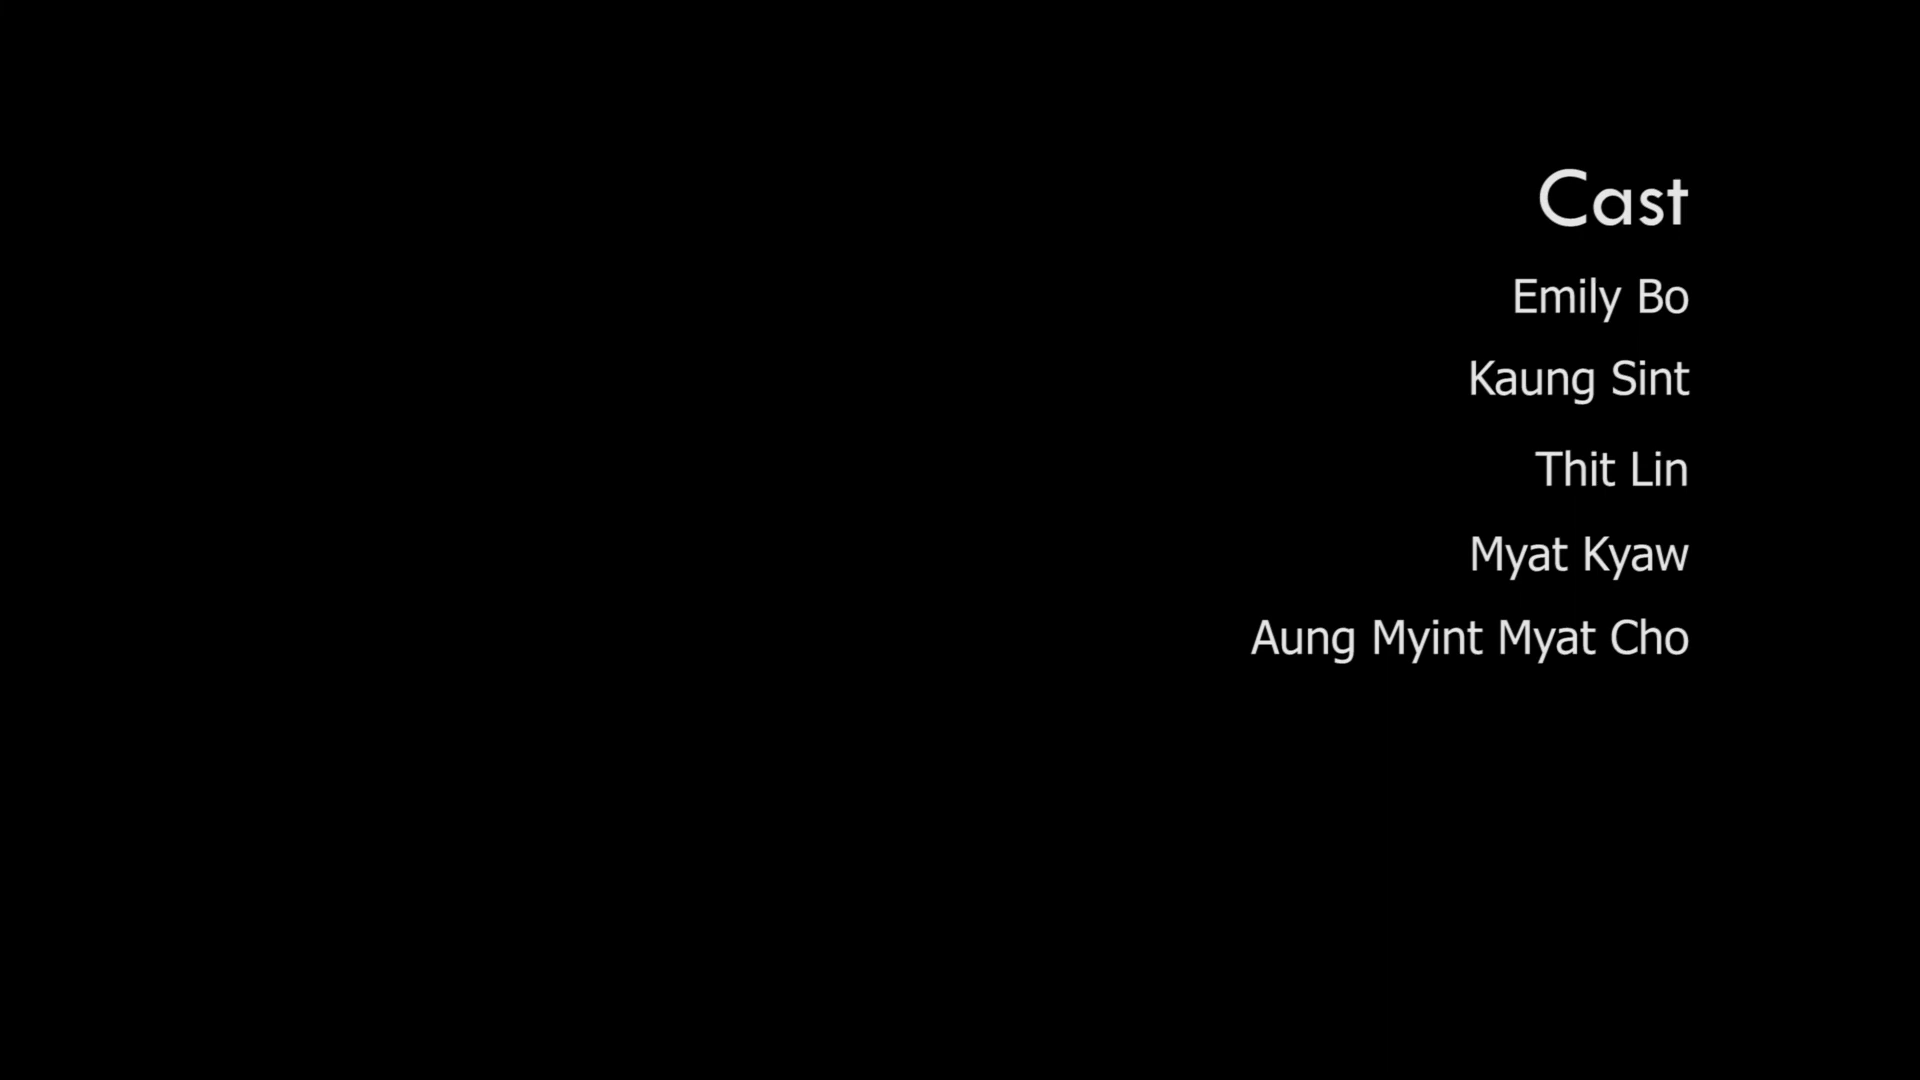 Cast
Emily Bo
Kaung Sint
Thit Lin
Myat Kyaw
Aung Myint Myat Cho